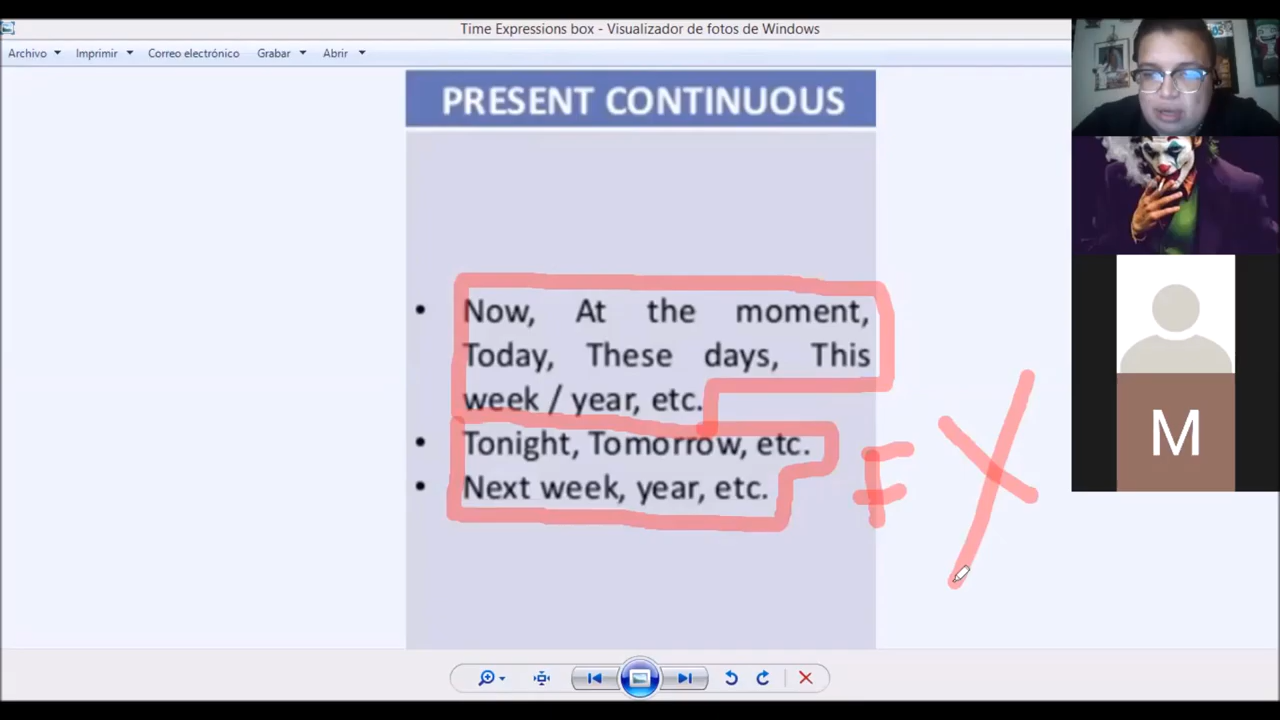 Time Expressions box - Visualizador de fotos de Windows
Archivo Imprimir Correo electrónico Grabar Abrir
PRESENT CONTINUOUS
• Now, At the moment,
Today, These days, This
week / year, etc.
• Tonight, Tomorrow, etc.
• Next week, year, etc.
F X
M